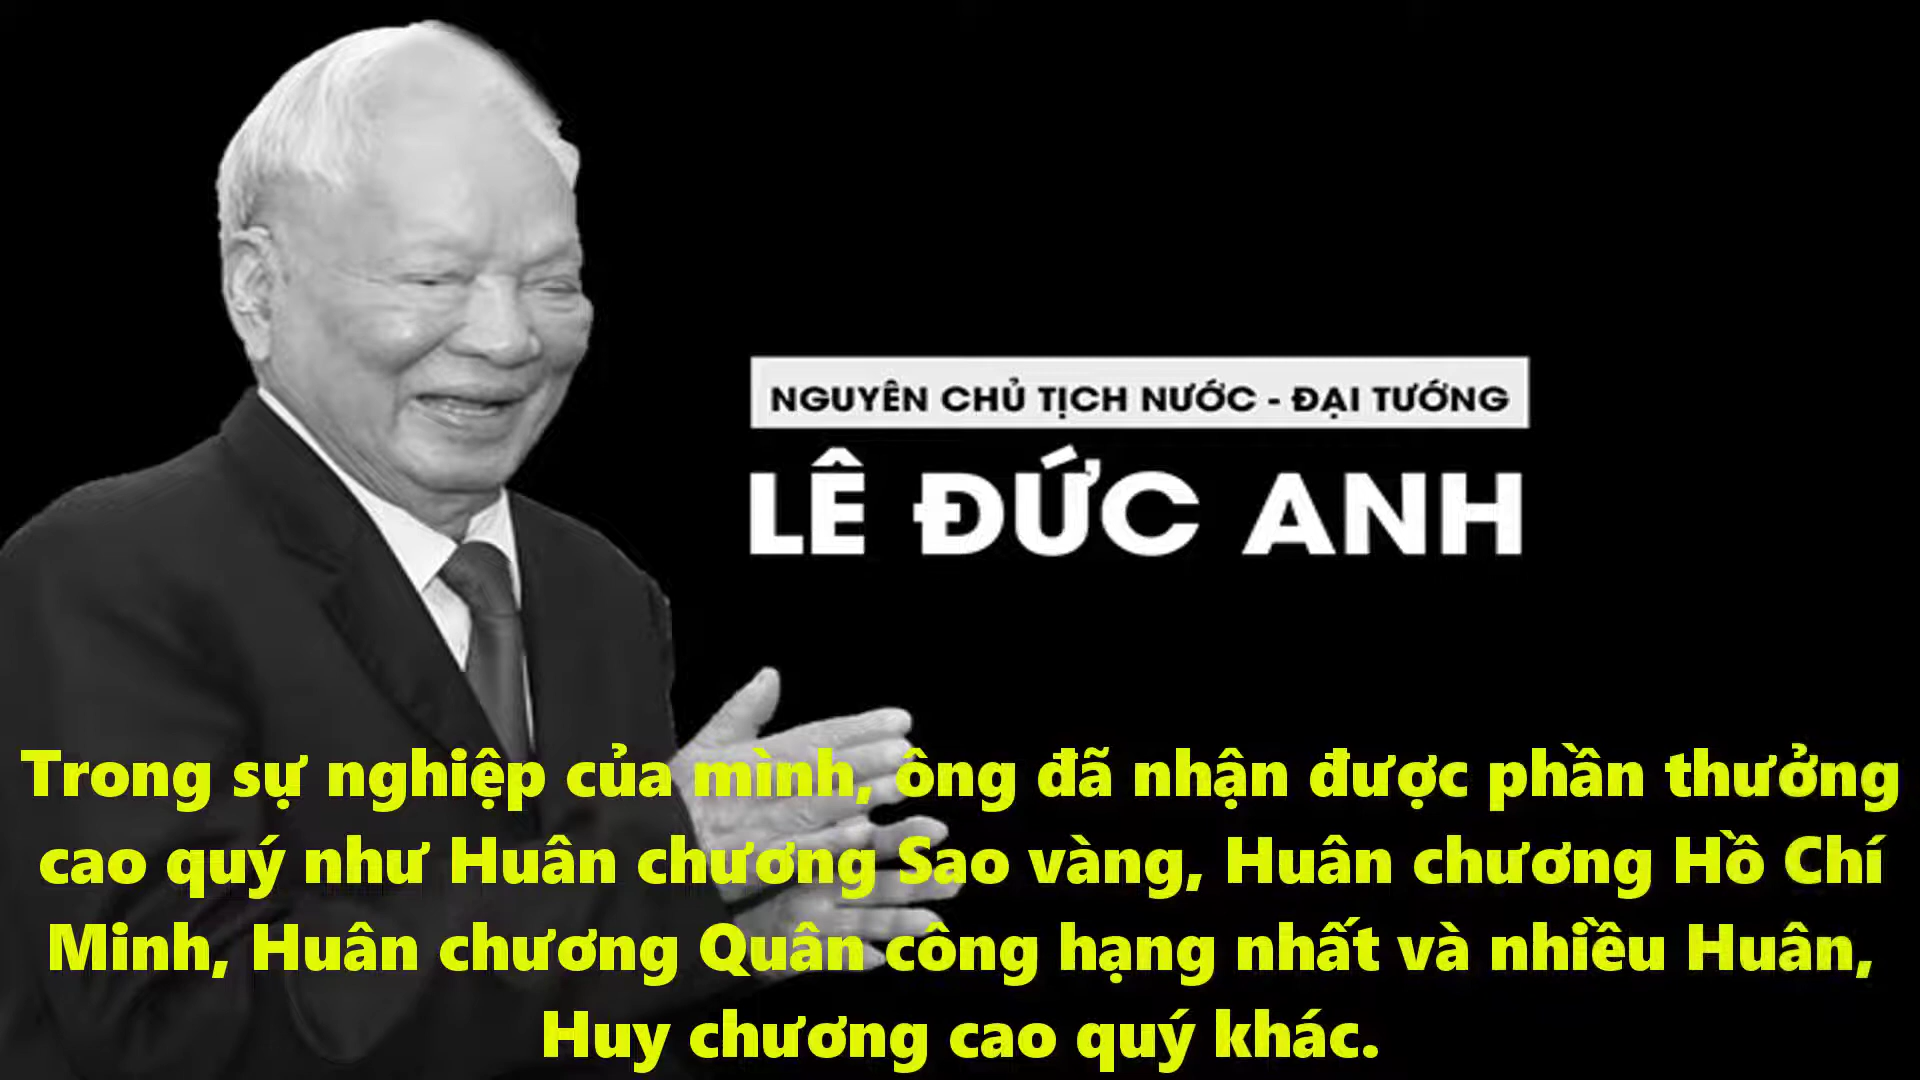 NGUYÊN CHỦ TỊCH NƯỚC - ĐẠI TƯỚNG
LÊ ĐỨC ANH
Trong sự nghiệp của mình, ông đã nhận được phần thưởng
cao quý như Huân chương Sao vàng, Huân chương Hồ Chí
Minh, Huân chương Quân công hạng nhất và nhiều Huân,
Huy chương cao quý khác.